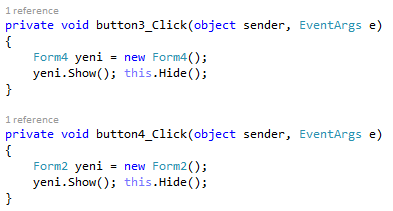 1 reference
private void button3_Click(object sender, EventArgs e)
{
    Form4 yeni = new Form4();
    yeni.Show(); this.Hide();
}
1 reference
private void button4_Click(object sender, EventArgs e)
{
    Form2 yeni = new Form2();
    yeni.Show(); this.Hide();
}